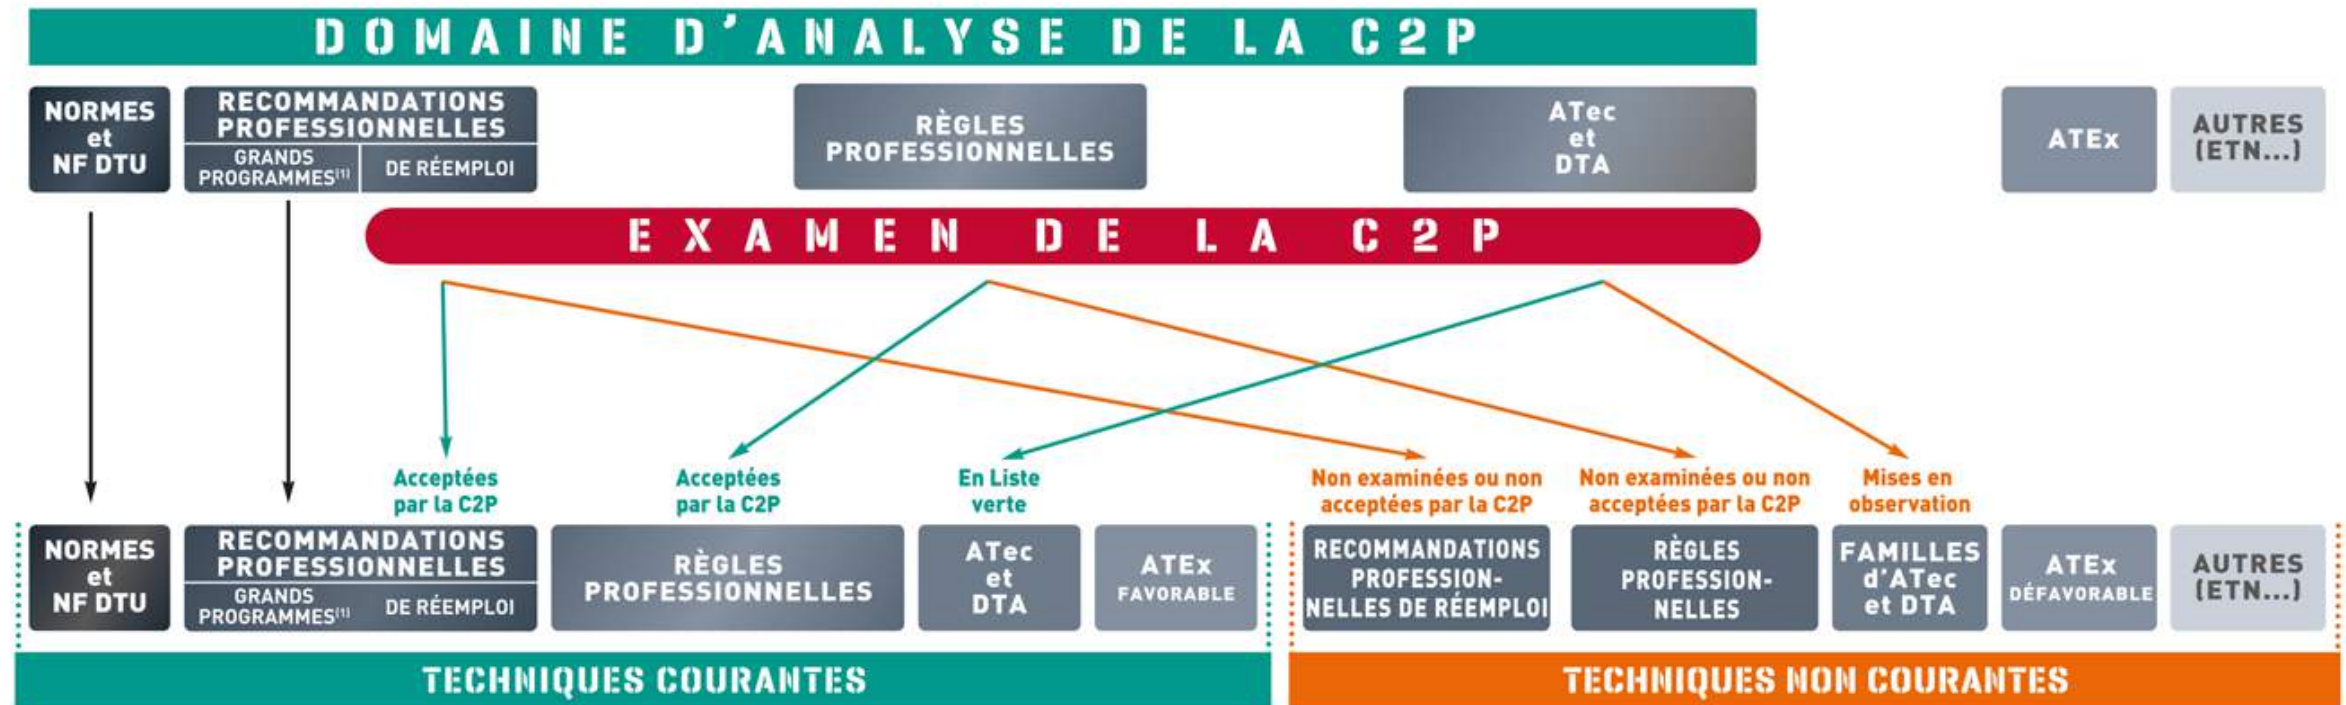 DOMAINE D'ANALYSE DE LA C2P
NORMES
et
NF DTU
RECOMMANDATIONS
PROFESSIONNELLES
GRANDS
PROGRAMMES(1)
DE RÉEMPLOI
RÈGLES
PROFESSIONNELLES
ATec
et
DTA
ATEx
AUTRES
(ETN...)
EXAMEN DE LA C2P
Acceptées
par la C2P
Acceptées
par la C2P
En Liste
verte
Non examinées ou non
acceptées par la C2P
Non examinées ou non
acceptées par la C2P
Mises en
observation
NORMES
et
NF DTU
RECOMMANDATIONS
PROFESSIONNELLES
GRANDS
PROGRAMMES(1)
DE RÉEMPLOI
RÈGLES
PROFESSIONNELLES
ATec
et
DTA
ATEx
FAVORABLE
RECOMMANDATIONS
PROFESSION-
NELLES DE RÉEMPLOI
RÈGLES
PROFESSION-
NELLES
FAMILLES
d'ATec
et DTA
ATEx
DÉFAVORABLE
AUTRES
(ETN...)
TECHNIQUES COURANTES
TECHNIQUES NON COURANTES